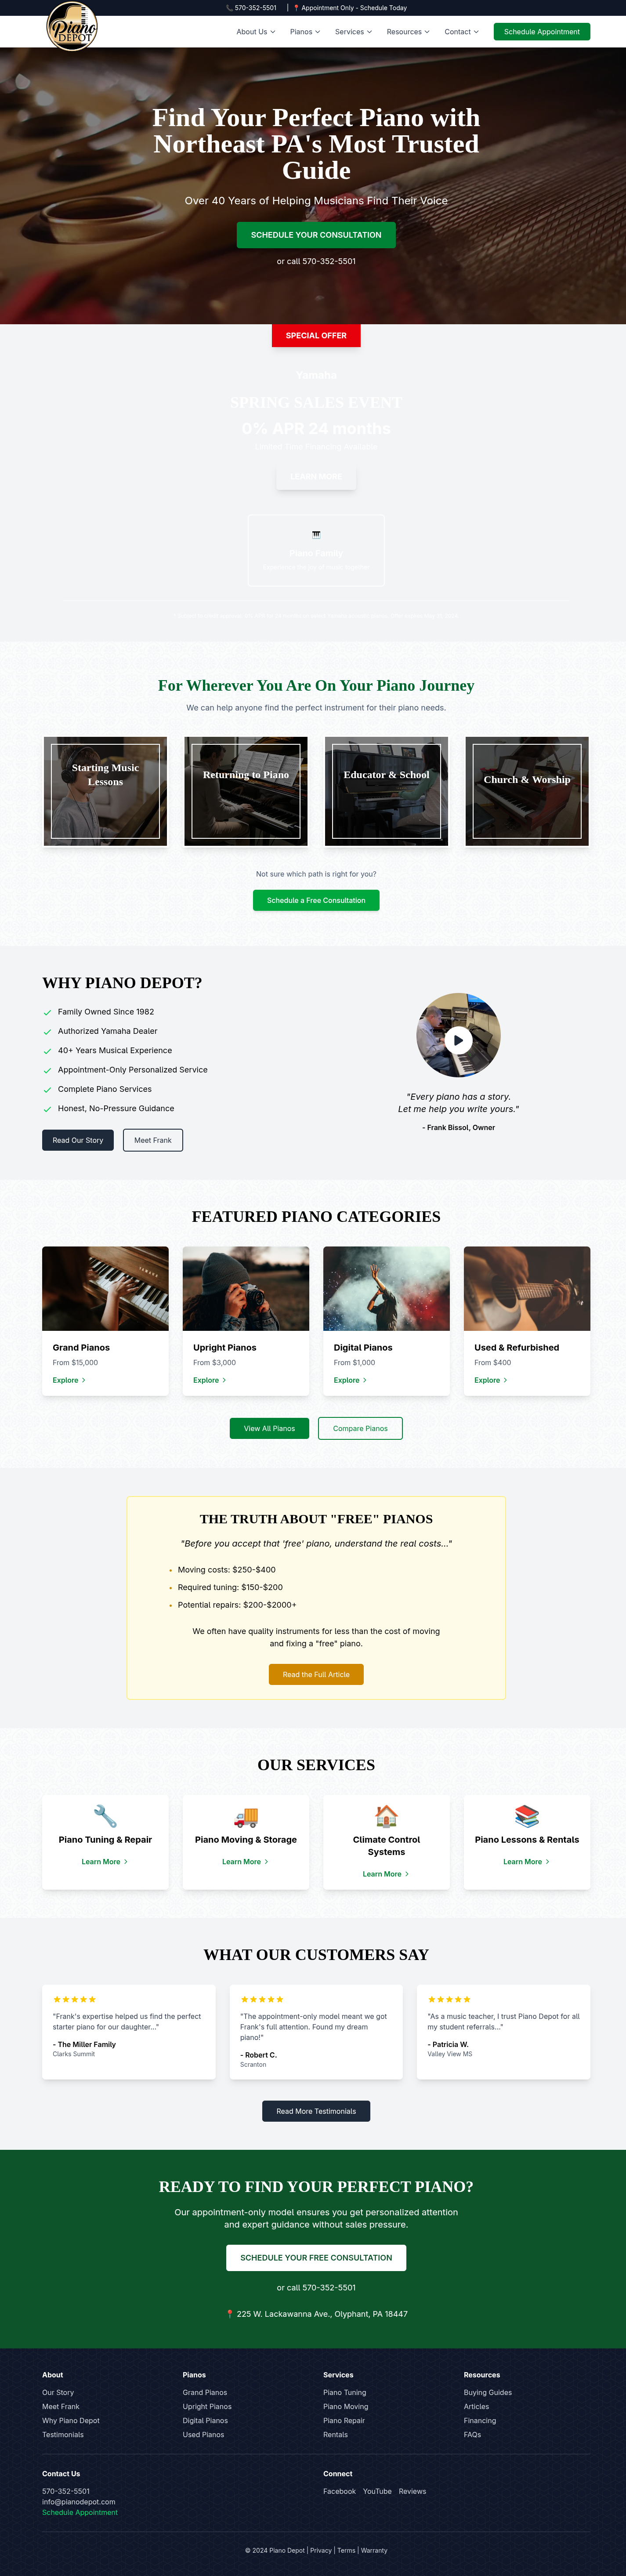 📞 570-352-5501 | 📍 Appointment Only - Schedule Today
Piano
DEPOT
About Us
Pianos
Services
Resources
Contact
Schedule Appointment
Find Your Perfect Piano with
Northeast PA's Most Trusted
Guide
Over 40 Years of Helping Musicians Find Their Voice
SCHEDULE YOUR CONSULTATION
or call 570-352-5501
SPECIAL OFFER
Yamaha
SPRING SALES EVENT
0% APR 24 months
LEARN MORE
For Wherever You Are On Your Piano Journey
We can help anyone find the perfect instrument for their piano needs.
Starting Music
Lessons
Returning to Piano
Educator & School
Church & Worship
Not sure which path is right for you?
Schedule a Free Consultation
WHY PIANO DEPOT?
Family Owned Since 1982
Authorized Yamaha Dealer
40+ Years Musical Experience
Appointment-Only Personalized Service
Complete Piano Services
Honest, No-Pressure Guidance
Read Our Story
Meet Frank
"Every piano has a story.
Let me help you write yours."
- Frank Bissol, Owner
FEATURED PIANO CATEGORIES
YAMAHA
Grand Pianos
From $15,000
Explore
Upright Pianos
From $3,000
Explore
Digital Pianos
From $1,000
Explore
Used & Refurbished
From $400
Explore
View All Pianos
Compare Pianos
THE TRUTH ABOUT "FREE" PIANOS
"Before you accept that 'free' piano, understand the real costs..."
• Moving costs: $250-$400
• Required tuning: $150-$200
• Potential repairs: $200-$2000+
We often have quality instruments for less than the cost of moving
and fixing a "free" piano.
Read the Full Article
OUR SERVICES
Piano Tuning & Repair
Learn More
Piano Moving & Storage
Learn More
Climate Control
Systems
Learn More
Piano Lessons & Rentals
Learn More
WHAT OUR CUSTOMERS SAY
"Frank's expertise helped us find the perfect
starter piano for our daughter..."
- The Miller Family
Clarks Summit
"The appointment-only model meant we got
Frank's full attention. Found my dream
piano!"
- Robert C.
Scranton
"As a music teacher, I trust Piano Depot for all
my student referrals..."
- Patricia W.
Valley View MS
Read More Testimonials
READY TO FIND YOUR PERFECT PIANO?
Our appointment-only model ensures you get personalized attention
and expert guidance without sales pressure.
SCHEDULE YOUR FREE CONSULTATION
or call 570-352-5501
📍 225 W. Lackawanna Ave., Olyphant, PA 18447
About
Our Story
Meet Frank
Why Piano Depot
Testimonials
Pianos
Grand Pianos
Upright Pianos
Digital Pianos
Used Pianos
Services
Piano Tuning
Piano Moving
Piano Repair
Rentals
Resources
Buying Guides
Articles
Financing
FAQs
Contact Us
570-352-5501
info@pianodepot.com
Schedule Appointment
Connect
Facebook YouTube Reviews
© 2024 Piano Depot | Privacy | Terms | Warranty